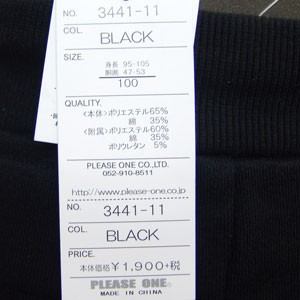 NO. 3441-11
COL. BLACK
SIZE.
身長 95-105
胴囲 47-53
100
QUALITY.
〈本体〉ポリエステル65%
綿 35%
〈附属〉ポリエステル60%
綿 35%
ポリウレタン 5%
PLEASE ONE CO.,LTD.
052-910-8511
http://www.please-one.co.jp
NO. 3441-11
COL. BLACK
PRICE.
本体価格 ¥1,900+税
PLEASE ONE.
MADE IN CHINA